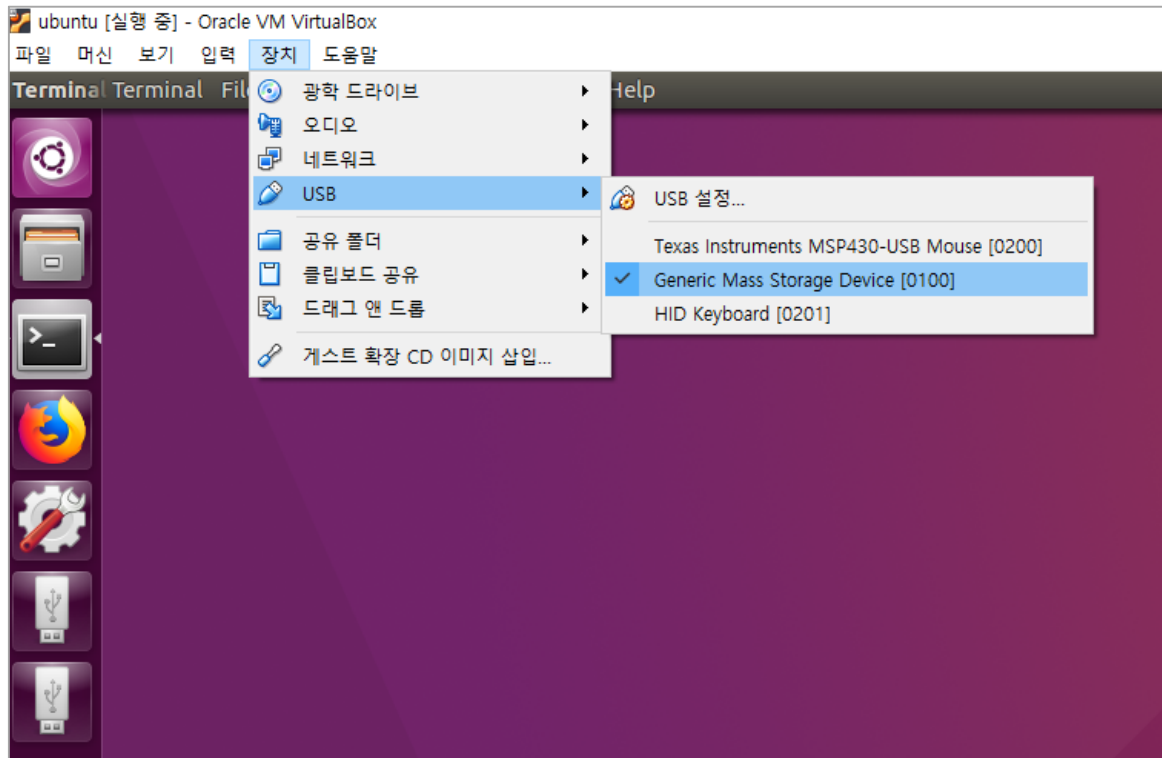 ubuntu [실행 중] - Oracle VM VirtualBox
파일 머신 보기 입력 장치 도움말
Terminal Terminal Fil Help
광학 드라이브
오디오
네트워크
USB
USB 설정...
공유 폴더
Texas Instruments MSP430-USB Mouse [0200]
클립보드 공유
Generic Mass Storage Device [0100]
드래그 앤 드롭
HID Keyboard [0201]
게스트 확장 CD 이미지 삽입...